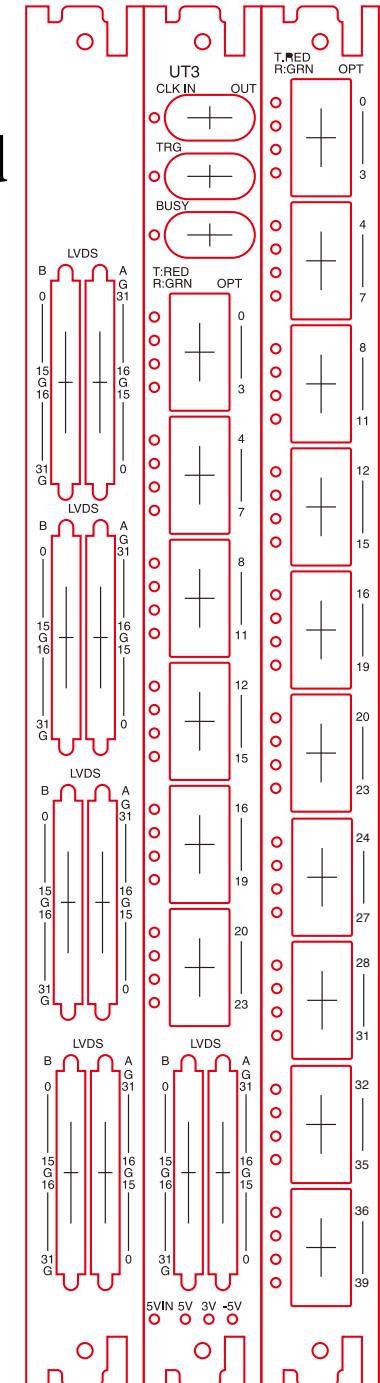 LVDS
B A
G
0 31
15 16
G G
16 15
31 0
G
LVDS
B A
G
0 31
15 16
G G
16 15
31 0
G
LVDS
B A
G
0 31
15 16
G G
16 15
31 0
G
LVDS
B A
G
0 31
15 16
G G
16 15
31 0
G
UT3
CLK IN OUT
TRG
BUSY
T:RED
R:GRN OPT
0
3
4
7
8
11
12
15
16
19
20
23
LVDS
B A
G
0 31
15 16
G G
16 15
31 0
G
5VIN 5V 3V -5V
T:RED
R:GRN OPT
0
3
4
7
8
11
12
15
16
19
20
23
24
27
28
31
32
35
36
39